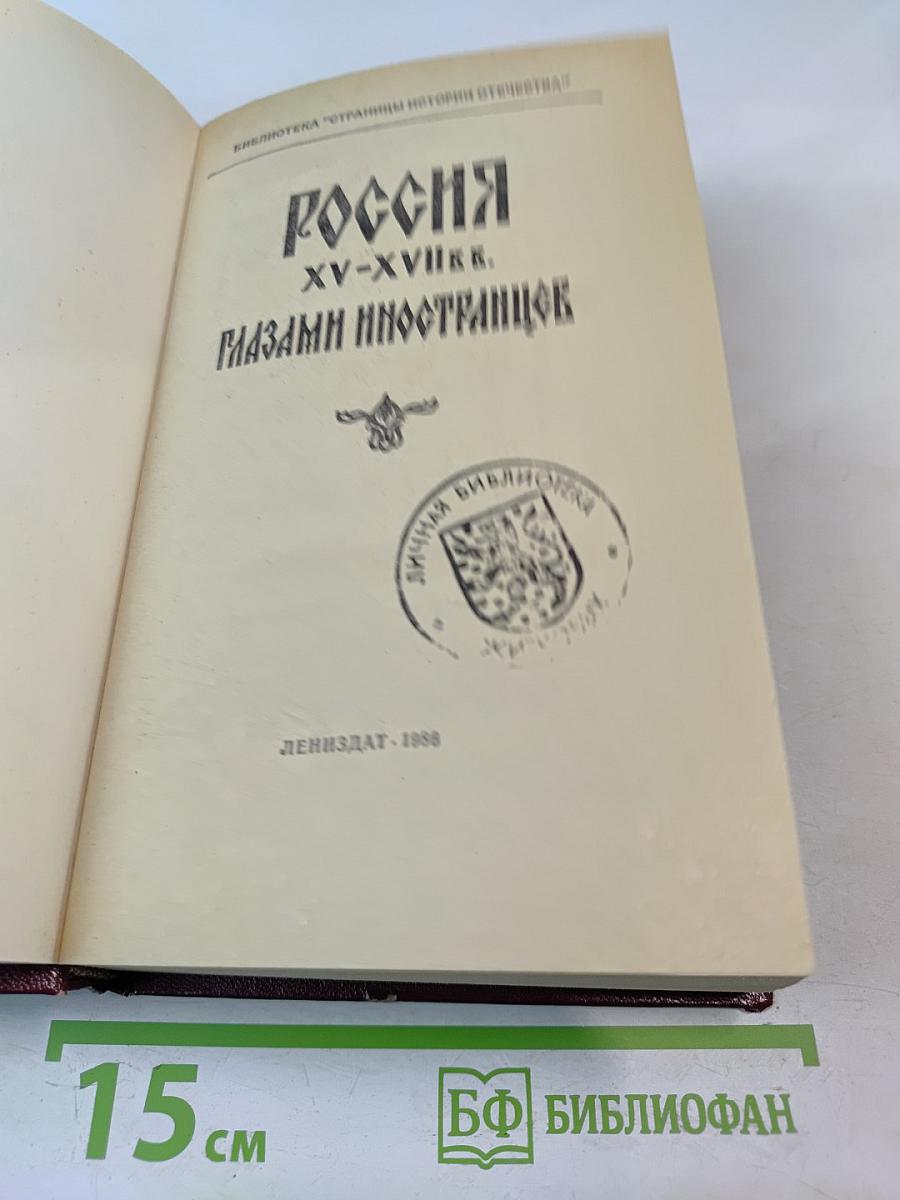 БИБЛИОТЕКА "СТРАНИЦЫ ИСТОРИИ ОТЕЧЕСТВА"
РОССИЯ
XV–XVII вв.
ГЛАЗАМИ ИНОСТРАНЦЕВ
ЛИЧНАЯ БИБЛИОТЕКА
ЛЕНИЗДАТ · 1986
15 см
БФ БИБЛИОФАН